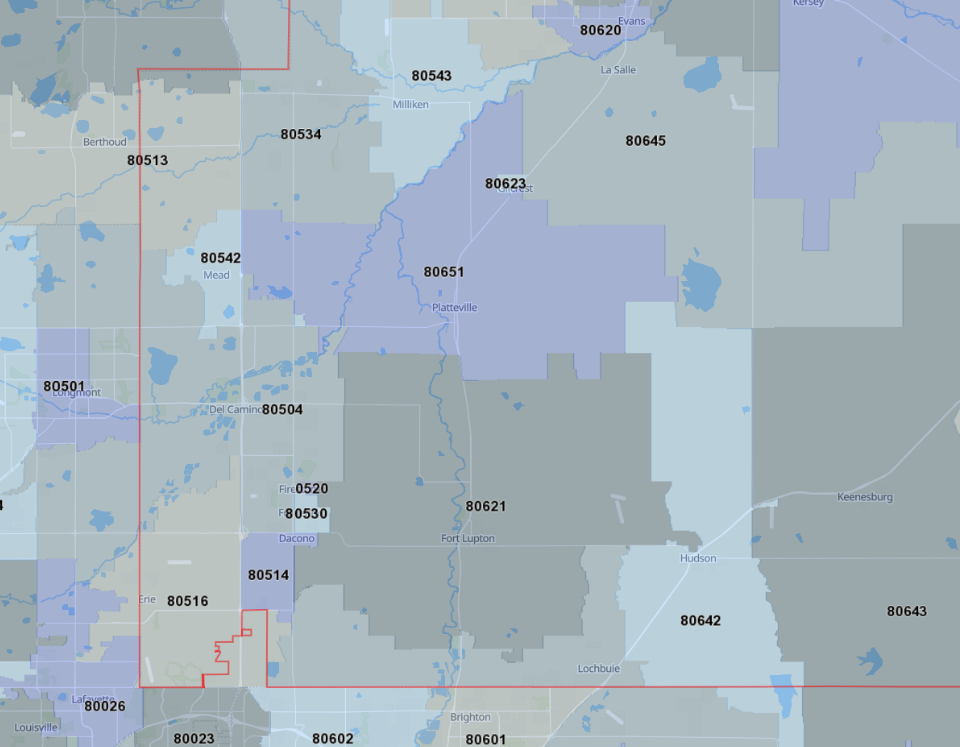 Kersey
Evans
80620
La Salle
80543
Milliken
80534
Berthoud
80513
80645
80623
80542
Mead
80651
Platteville
80501
Longmont
Del Camino
80504
0520
80530
Dacono
80621
Fort Lupton
Keenesburg
Hudson
80514
Erie
80516
80642
80643
Lochbuie
Lafayette
80026
Louisville
Brighton
80023
80602
80601